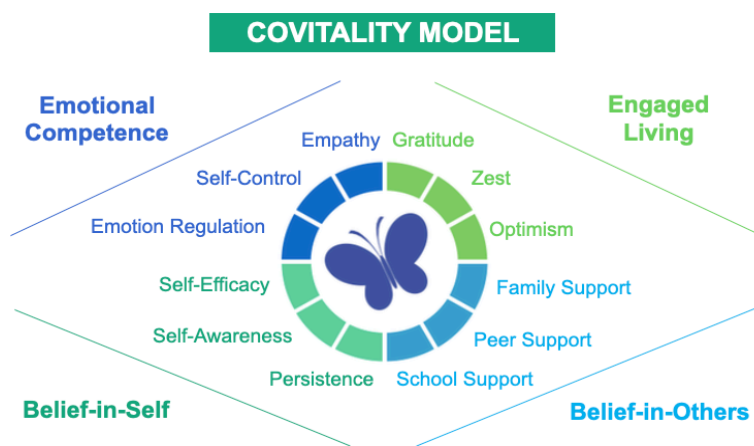 COVITALITY MODEL
Emotional
Competence
Engaged
Living
Empathy
Gratitude
Self-Control
Zest
Emotion Regulation
Optimism
Self-Efficacy
Family Support
Self-Awareness
Peer Support
Persistence
School Support
Belief-in-Self
Belief-in-Others